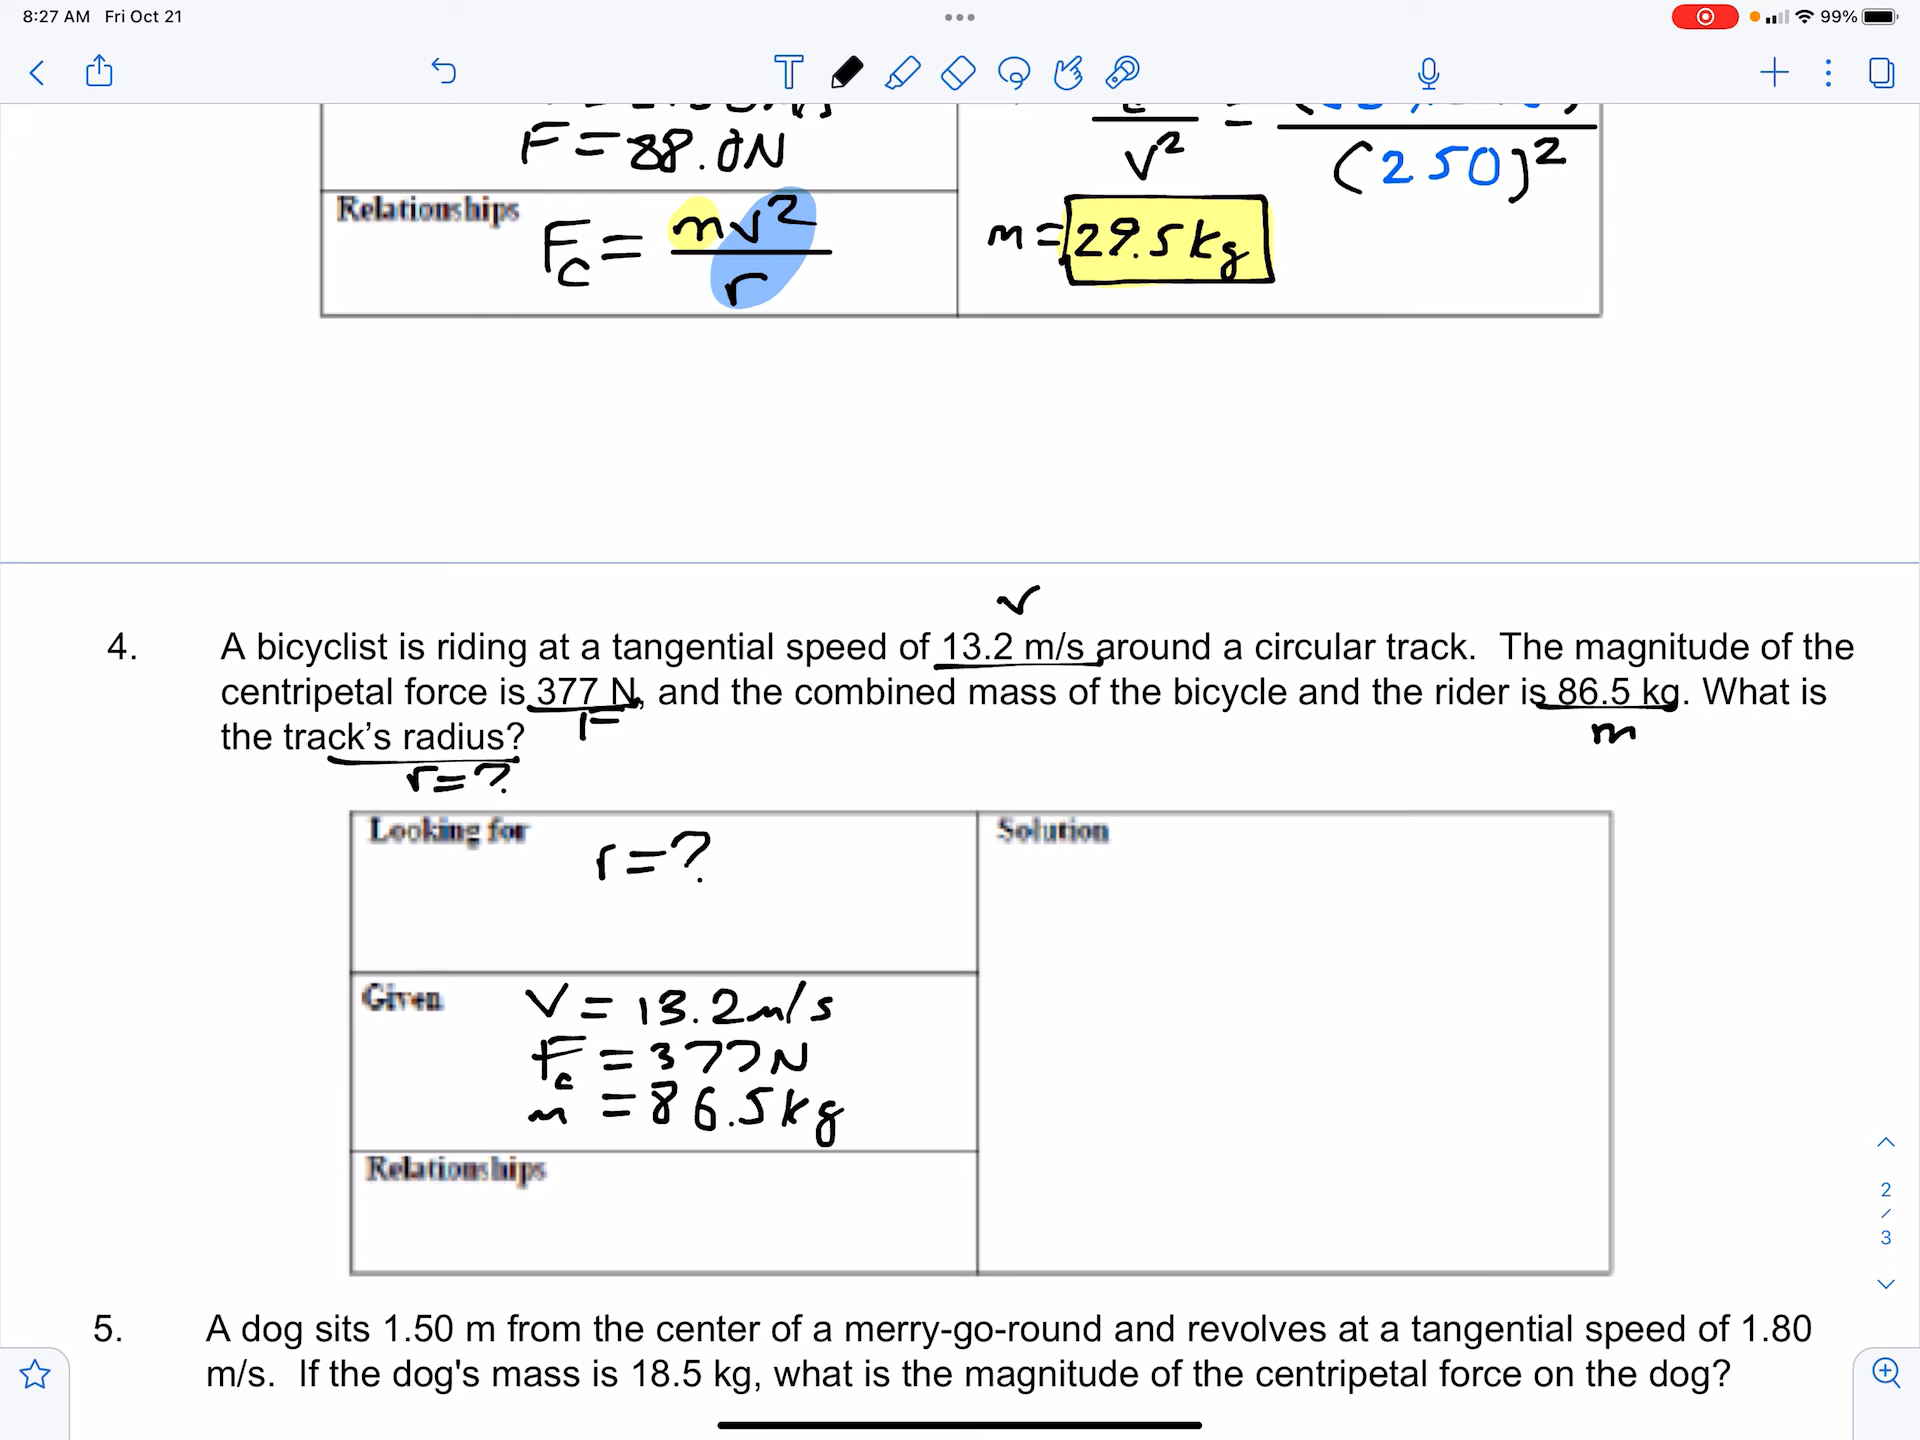 8:27 AM Fri Oct 21
99%
T
F = 88.0N
v² = (250)²
Relationships
Fc = mv²
r
m = 29.5 kg
v
4. A bicyclist is riding at a tangential speed of 13.2 m/s around a circular track. The magnitude of the
centripetal force is 377 N, and the combined mass of the bicycle and the rider is 86.5 kg. What is
F
the track's radius?
m
r=?
Looking for
r=?
Solution
Given
V = 13.2m/s
Fc = 377N
m = 86.5kg
Relationships
2
/
3
5. A dog sits 1.50 m from the center of a merry-go-round and revolves at a tangential speed of 1.80
m/s. If the dog's mass is 18.5 kg, what is the magnitude of the centripetal force on the dog?